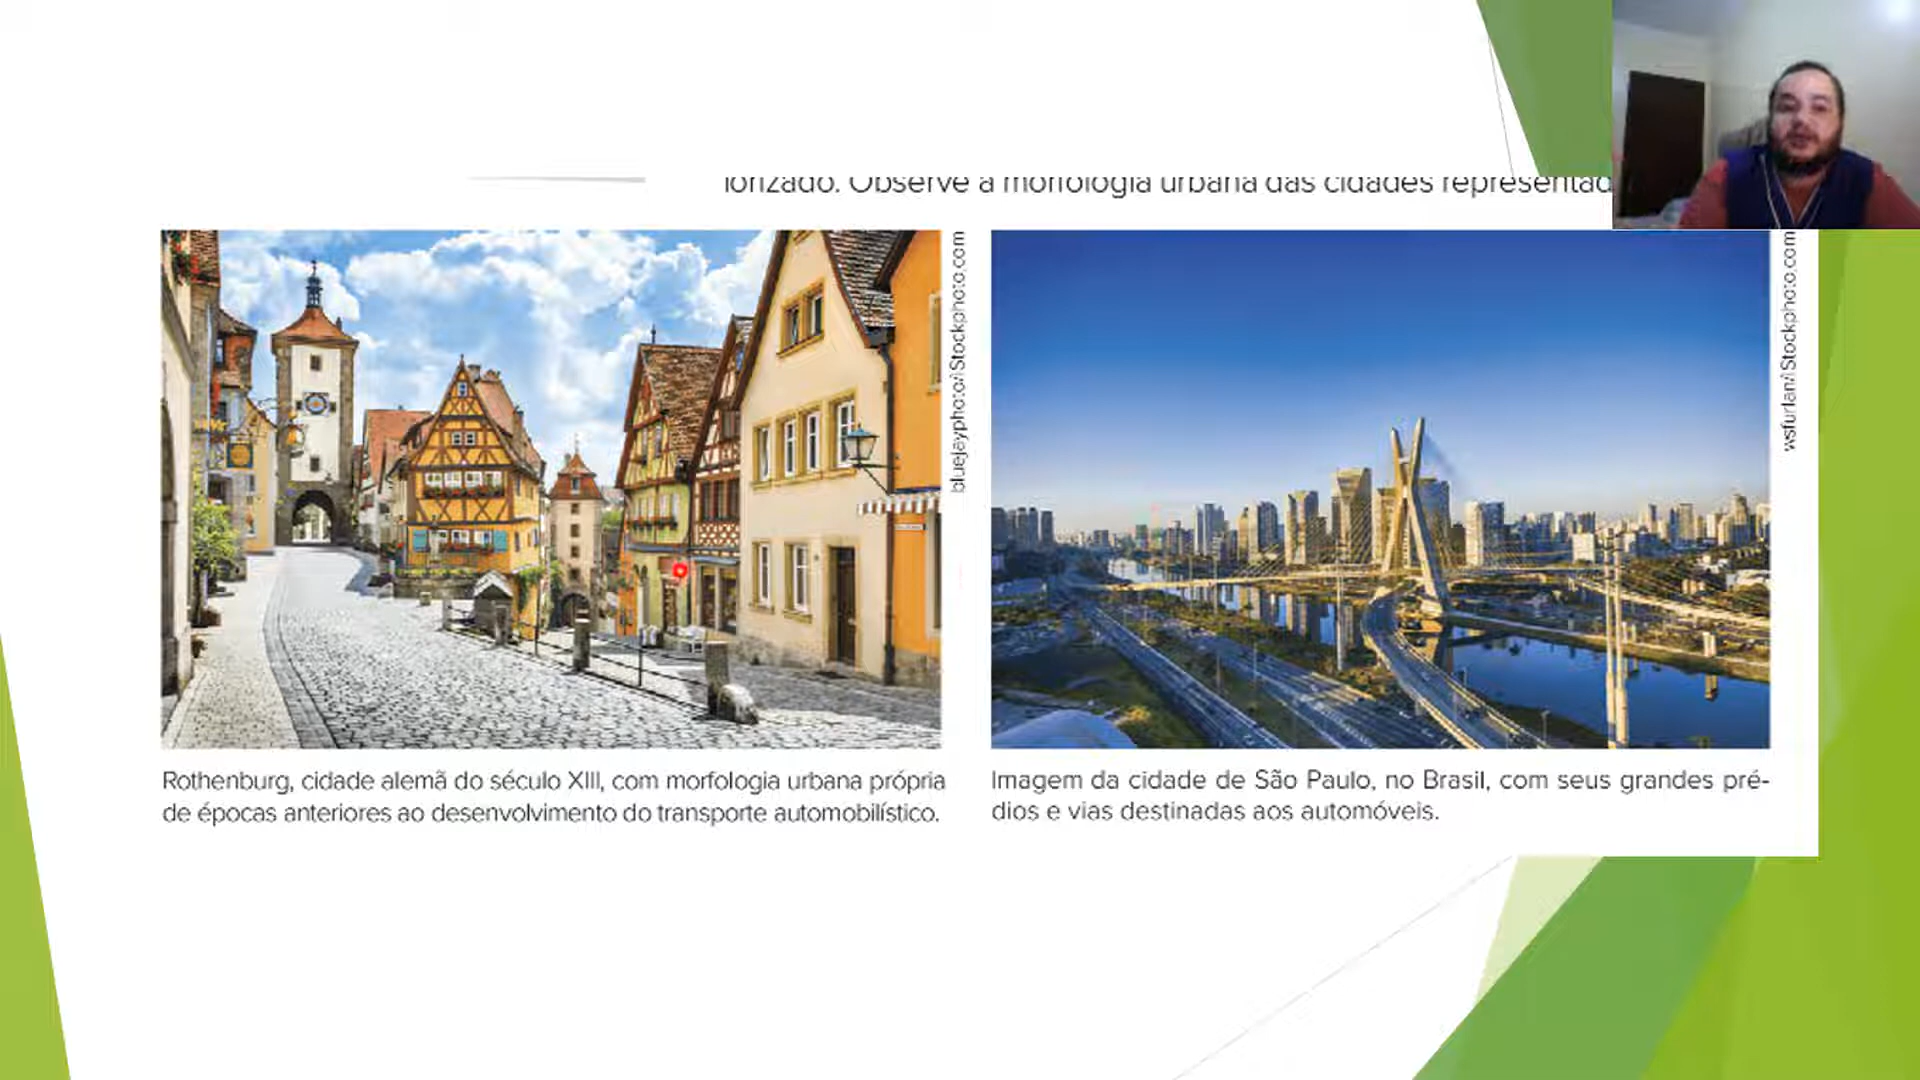 lorizado. Observe a morfologia urbana das cidades representad
bluejayphoto/iStockphoto.com
wsfurlan/iStockphoto.com
Rothenburg, cidade alemã do século XIII, com morfologia urbana própria
de épocas anteriores ao desenvolvimento do transporte automobilístico.
Imagem da cidade de São Paulo, no Brasil, com seus grandes pré-
dios e vias destinadas aos automóveis.